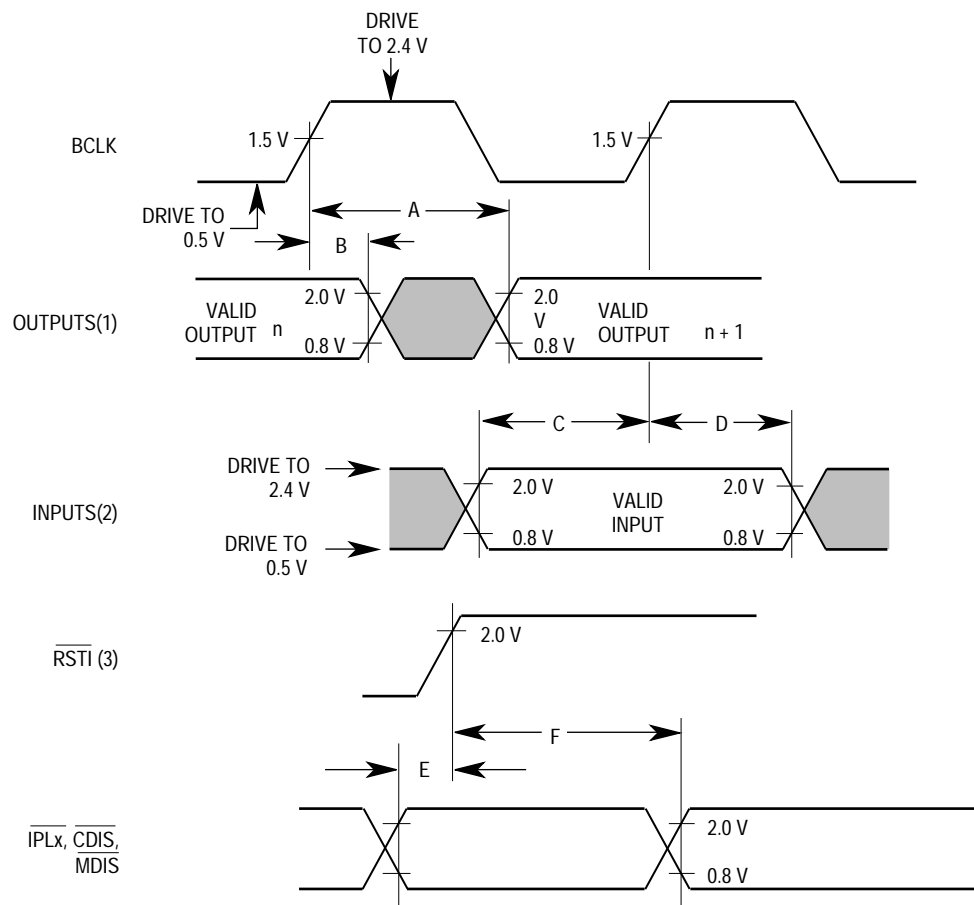 DRIVE
TO 2.4 V
BCLK
1.5 V
1.5 V
DRIVE TO
0.5 V
A
B
OUTPUTS(1)
VALID
OUTPUT n
2.0 V
0.8 V
2.0
V
0.8 V
VALID
OUTPUT n + 1
C
D
DRIVE TO
2.4 V
INPUTS(2)
DRIVE TO
0.5 V
2.0 V
0.8 V
VALID
INPUT
2.0 V
0.8 V
RSTI (3)
2.0 V
F
E
IPLx, CDIS,
MDIS
2.0 V
0.8 V